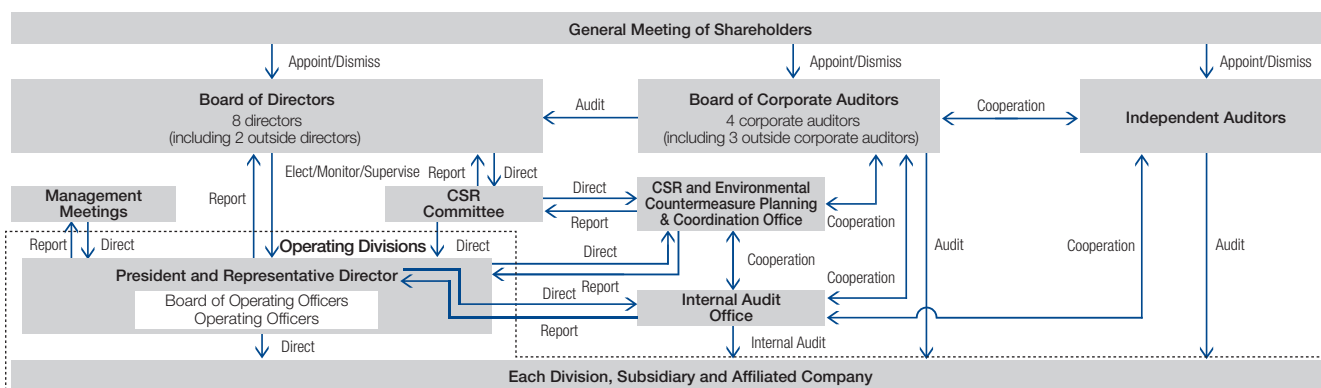 General Meeting of Shareholders
Appoint/Dismiss
Appoint/Dismiss
Appoint/Dismiss
Board of Directors
8 directors
(including 2 outside directors)
Audit
Board of Corporate Auditors
4 corporate auditors
(including 3 outside corporate auditors)
Cooperation
Independent Auditors
Elect/Monitor/Supervise
Report
Direct
Report
Management
Meetings
CSR
Committee
Direct
Report
CSR and Environmental
Countermeasure Planning
& Coordination Office
Cooperation
Report
Direct
Operating Divisions
Direct
Direct
Report
Cooperation
Audit
Cooperation
Audit
President and Representative Director
Board of Operating Officers
Operating Officers
Direct
Report
Internal Audit
Office
Cooperation
Direct
Internal Audit
Each Division, Subsidiary and Affiliated Company